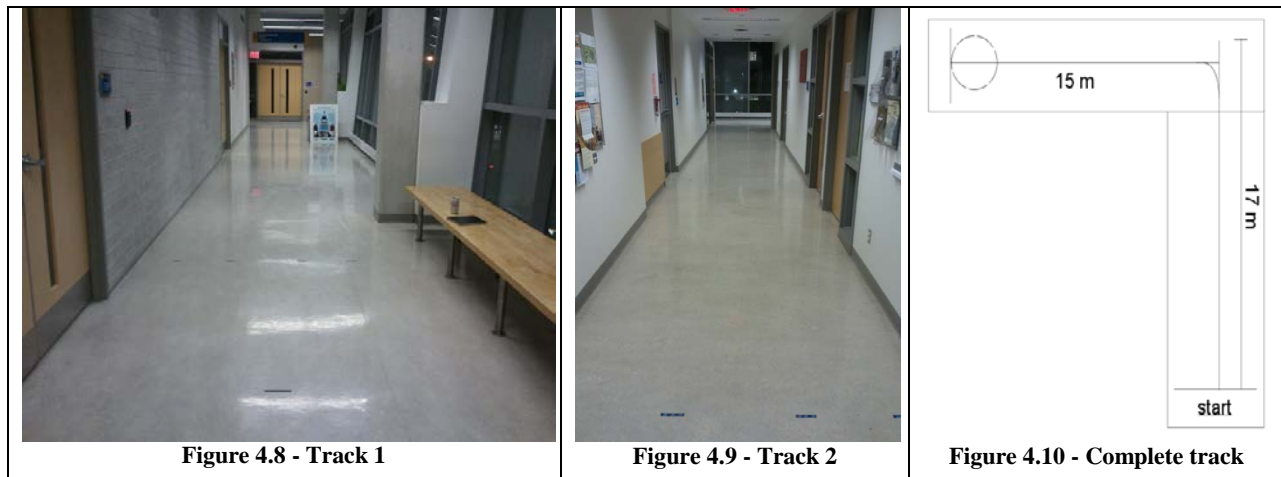 15 m
17 m
start
Figure 4.8 - Track 1
Figure 4.9 - Track 2
Figure 4.10 - Complete track